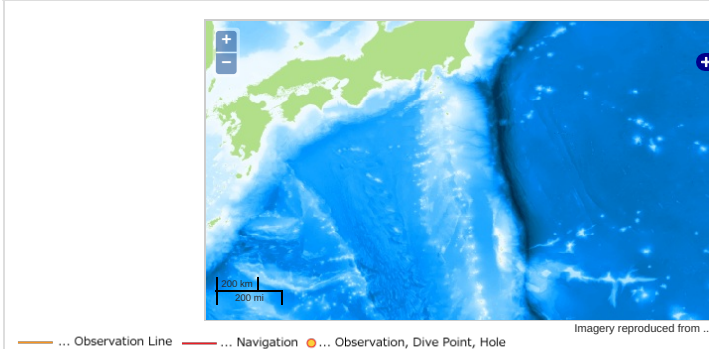 +
−
+
200 km
200 mi
Imagery reproduced from ..
... Observation Line ... Navigation ... Observation, Dive Point, Hole